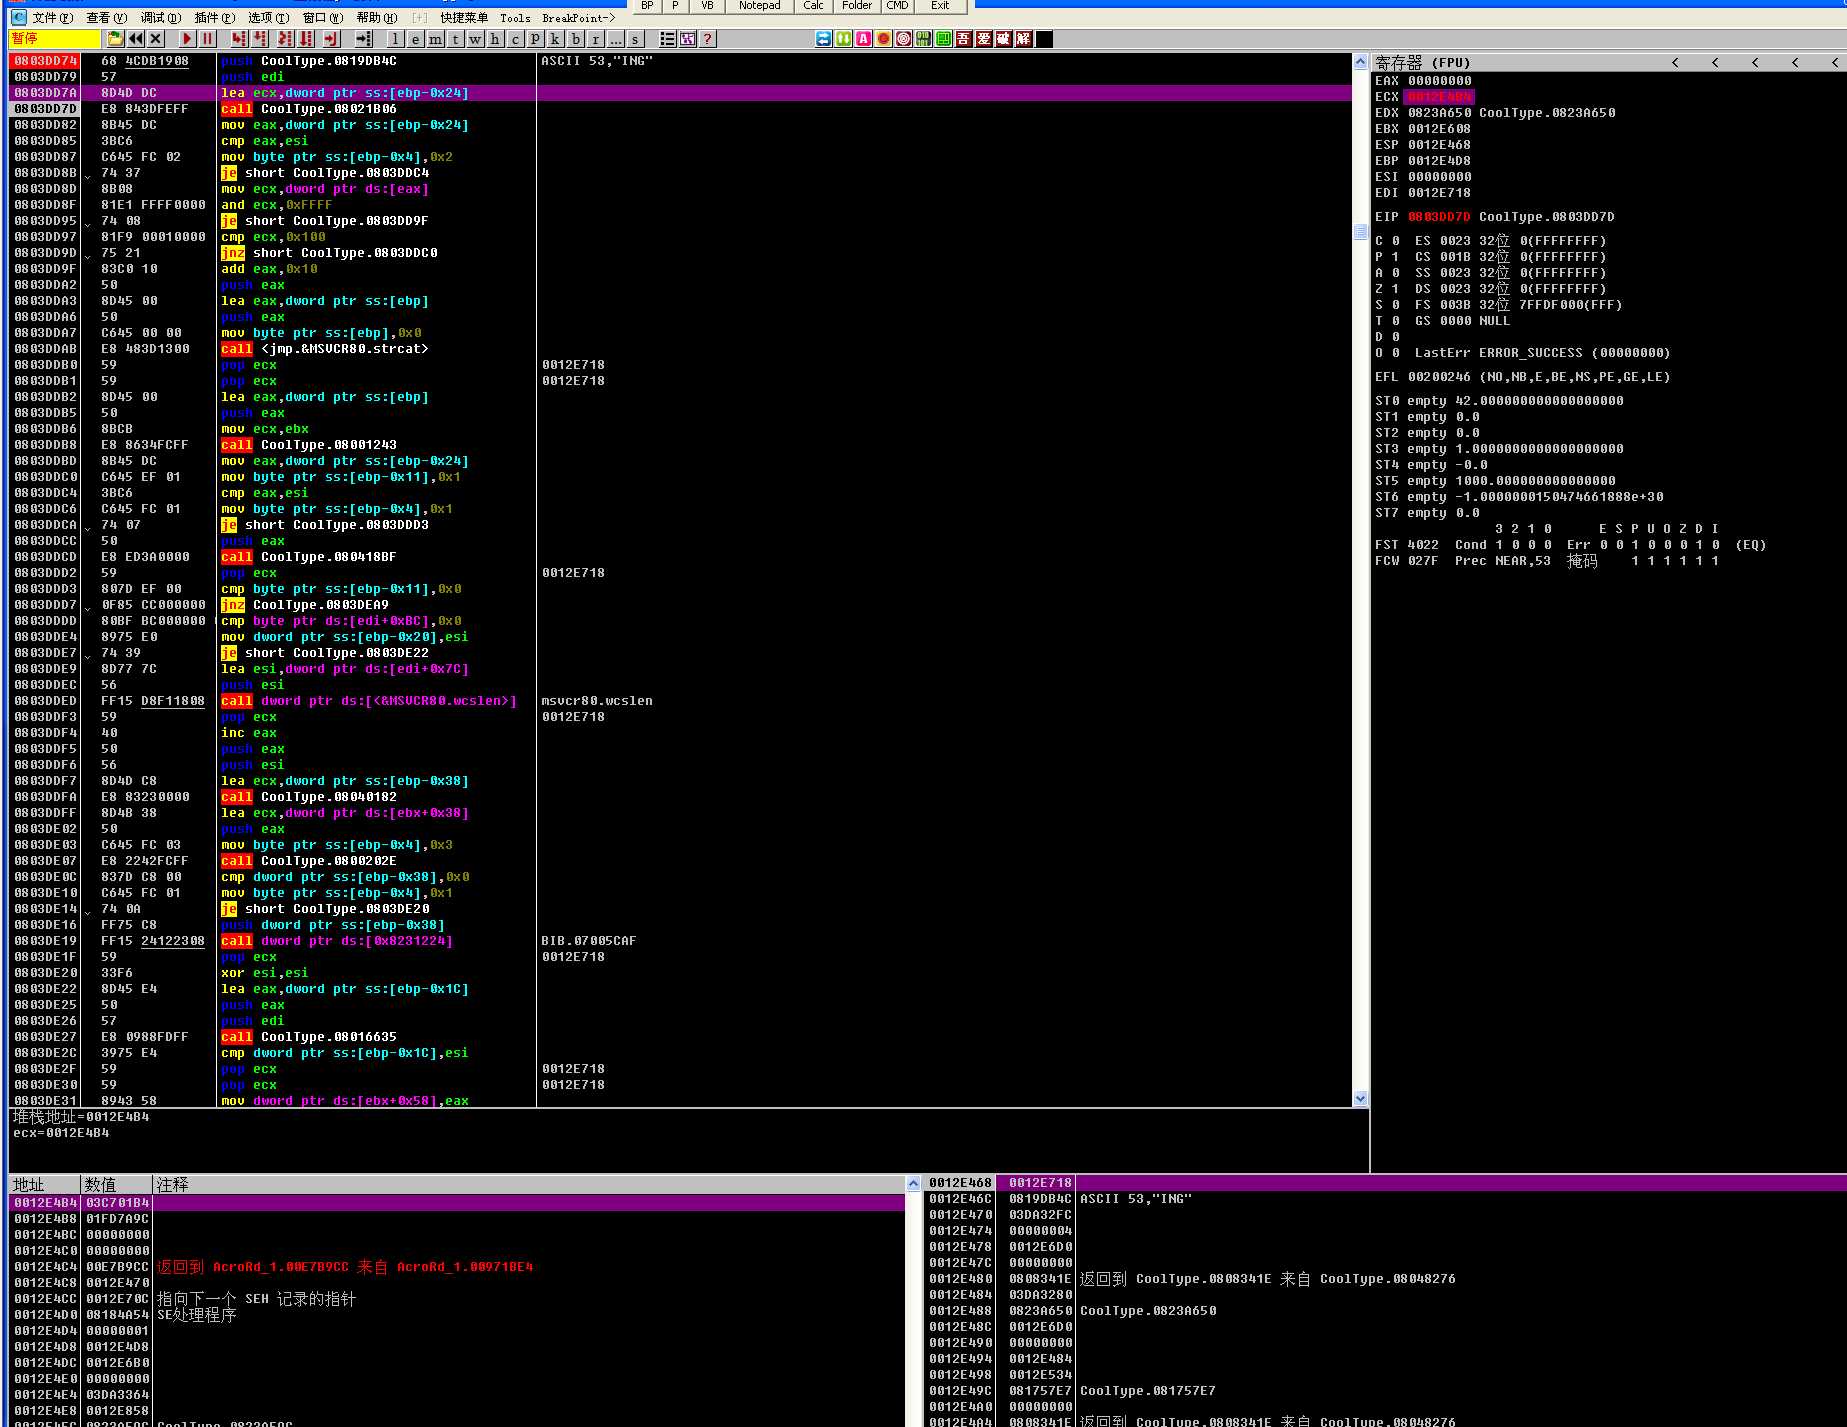 BP P VB Notepad Calc Folder CMD Exit
文件(F) 查看(V) 调试(D) 插件(P) 选项(T) 窗口(W) 帮助(H) [+] 快捷菜单 Tools BreakPoint->
暂停 l e m t w h c p k b r ... s ? 吾 爱 破 解
0803DD74 68 4CDB1908 push CoolType.0819DB4C ASCII 53,"ING"
0803DD79 57 push edi
0803DD7A 8D4D DC lea ecx,dword ptr ss:[ebp-0x24]
0803DD7D E8 843DFEFF call CoolType.08021B06
0803DD82 8B45 DC mov eax,dword ptr ss:[ebp-0x24]
0803DD85 3BC6 cmp eax,esi
0803DD87 C645 FC 02 mov byte ptr ss:[ebp-0x4],0x2
0803DD8B 74 37 je short CoolType.0803DDC4
0803DD8D 8B08 mov ecx,dword ptr ds:[eax]
0803DD8F 81E1 FFFF0000 and ecx,0xFFFF
0803DD95 74 08 je short CoolType.0803DD9F
0803DD97 81F9 00010000 cmp ecx,0x100
0803DD9D 75 21 jnz short CoolType.0803DDC0
0803DD9F 83C0 10 add eax,0x10
0803DDA2 50 push eax
0803DDA3 8D45 00 lea eax,dword ptr ss:[ebp]
0803DDA6 50 push eax
0803DDA7 C645 00 00 mov byte ptr ss:[ebp],0x0
0803DDAB E8 483D1300 call <jmp.&MSVCR80.strcat>
0803DDB0 59 pop ecx 0012E718
0803DDB1 59 pop ecx 0012E718
0803DDB2 8D45 00 lea eax,dword ptr ss:[ebp]
0803DDB5 50 push eax
0803DDB6 8BCB mov ecx,ebx
0803DDB8 E8 8634FCFF call CoolType.08001243
0803DDBD 8B45 DC mov eax,dword ptr ss:[ebp-0x24]
0803DDC0 C645 EF 01 mov byte ptr ss:[ebp-0x11],0x1
0803DDC4 3BC6 cmp eax,esi
0803DDC6 C645 FC 01 mov byte ptr ss:[ebp-0x4],0x1
0803DDCA 74 07 je short CoolType.0803DDD3
0803DDCC 50 push eax
0803DDCD E8 ED3A0000 call CoolType.080418BF
0803DDD2 59 pop ecx 0012E718
0803DDD3 807D EF 00 cmp byte ptr ss:[ebp-0x11],0x0
0803DDD7 0F85 CC000000 jnz CoolType.0803DEA9
0803DDDD 80BF BC000000 cmp byte ptr ds:[edi+0xBC],0x0
0803DDE4 8975 E0 mov dword ptr ss:[ebp-0x20],esi
0803DDE7 74 39 je short CoolType.0803DE22
0803DDE9 8D77 7C lea esi,dword ptr ds:[edi+0x7C]
0803DDEC 56 push esi
0803DDED FF15 D8F11808 call dword ptr ds:[<&MSVCR80.wcslen>] msvcr80.wcslen
0803DDF3 59 pop ecx 0012E718
0803DDF4 40 inc eax
0803DDF5 50 push eax
0803DDF6 56 push esi
0803DDF7 8D4D C8 lea ecx,dword ptr ss:[ebp-0x38]
0803DDFA E8 83230000 call CoolType.08040182
0803DDFF 8D4B 38 lea ecx,dword ptr ds:[ebx+0x38]
0803DE02 50 push eax
0803DE03 C645 FC 03 mov byte ptr ss:[ebp-0x4],0x3
0803DE07 E8 2242FCFF call CoolType.0800202E
0803DE0C 837D C8 00 cmp dword ptr ss:[ebp-0x38],0x0
0803DE10 C645 FC 01 mov byte ptr ss:[ebp-0x4],0x1
0803DE14 74 0A je short CoolType.0803DE20
0803DE16 FF75 C8 push dword ptr ss:[ebp-0x38]
0803DE19 FF15 24122308 call dword ptr ds:[0x8231224] BIB.07005CAF
0803DE1F 59 pop ecx 0012E718
0803DE20 33F6 xor esi,esi
0803DE22 8D45 E4 lea eax,dword ptr ss:[ebp-0x1C]
0803DE25 50 push eax
0803DE26 57 push edi
0803DE27 E8 0988FDFF call CoolType.08016635
0803DE2C 3975 E4 cmp dword ptr ss:[ebp-0x1C],esi
0803DE2F 59 pop ecx 0012E718
0803DE30 59 pop ecx 0012E718
0803DE31 8943 58 mov dword ptr ds:[ebx+0x58],eax
堆栈地址=0012E4B4
ecx=0012E4B4
寄存器 (FPU) < < < < <
EAX 00000000
ECX 0012E4B4
EDX 0823A650 CoolType.0823A650
EBX 0012E608
ESP 0012E468
EBP 0012E4D8
ESI 00000000
EDI 0012E718
EIP 0803DD7D CoolType.0803DD7D
C 0 ES 0023 32位 0(FFFFFFFF)
P 1 CS 001B 32位 0(FFFFFFFF)
A 0 SS 0023 32位 0(FFFFFFFF)
Z 1 DS 0023 32位 0(FFFFFFFF)
S 0 FS 003B 32位 7FFDF000(FFF)
T 0 GS 0000 NULL
D 0
O 0 LastErr ERROR_SUCCESS (00000000)
EFL 00200246 (NO,NB,E,BE,NS,PE,GE,LE)
ST0 empty 42.000000000000000000
ST1 empty 0.0
ST2 empty 0.0
ST3 empty 1.0000000000000000000
ST4 empty -0.0
ST5 empty 1000.0000000000000000
ST6 empty -1.0000000150474661888e+30
ST7 empty 0.0
3 2 1 0 E S P U O Z D I
FST 4022 Cond 1 0 0 0 Err 0 0 1 0 0 0 1 0 (EQ)
FCW 027F Prec NEAR,53 掩码 1 1 1 1 1 1
地址 数值 注释
0012E4B4 03C701B4
0012E4B8 01FD7A9C
0012E4BC 00000000
0012E4C0 00000000
0012E4C4 00E7B9CC 返回到 AcroRd_1.00E7B9CC 来自 AcroRd_1.00971BE4
0012E4C8 0012E470
0012E4CC 0012E70C 指向下一个 SEH 记录的指针
0012E4D0 08184A54 SE处理程序
0012E4D4 00000001
0012E4D8 0012E4D8
0012E4DC 0012E6B0
0012E4E0 00000000
0012E4E4 03DA3364
0012E4E8 0012E858
0012E468 0012E718
0012E46C 0819DB4C ASCII 53,"ING"
0012E470 03DA32FC
0012E474 00000004
0012E478 0012E6D0
0012E47C 00000000
0012E480 0808341E 返回到 CoolType.0808341E 来自 CoolType.08048276
0012E484 03DA3280
0012E488 0823A650 CoolType.0823A650
0012E48C 0012E6D0
0012E490 00000000
0012E494 0012E484
0012E498 0012E534
0012E49C 081757E7 CoolType.081757E7
0012E4A0 00000000
0012E4A4 0808341E 返回到 CoolType.0808341E 来自 CoolType.08048276